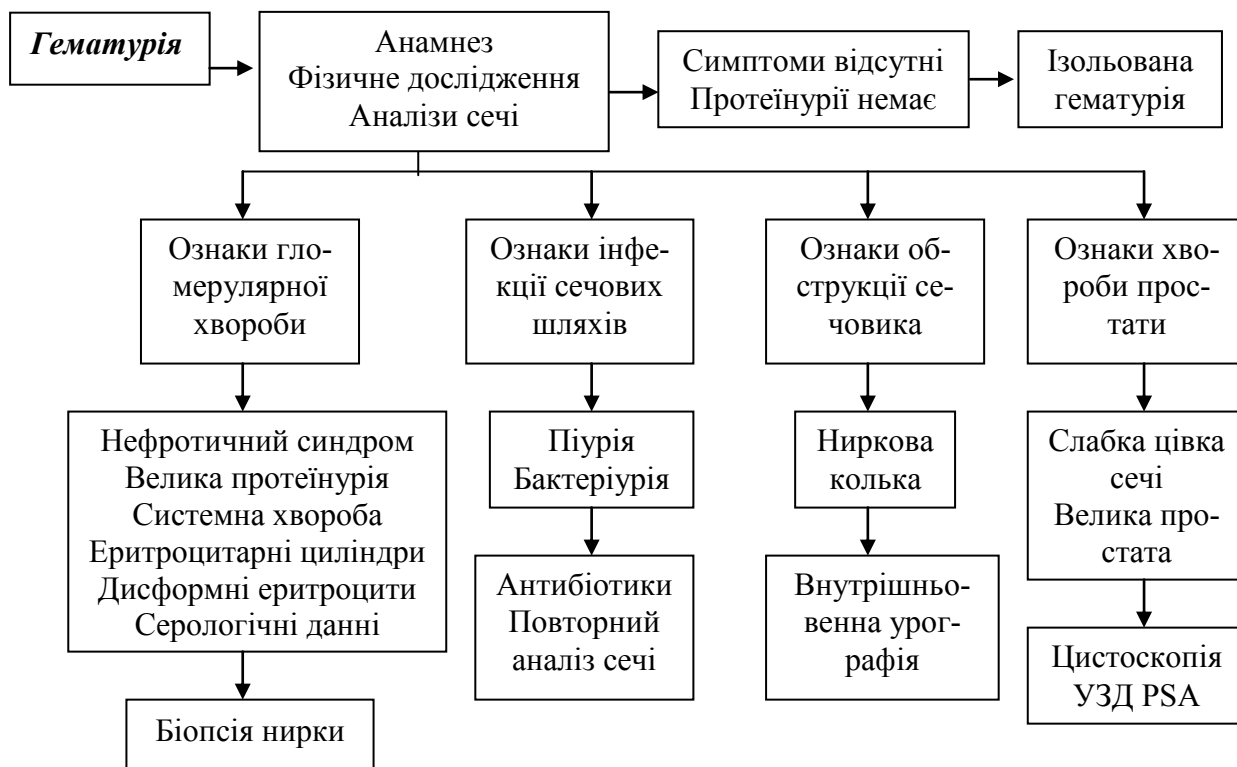 Гематурія
Анамнез
Фізичне дослідження
Аналізи сечі
Симптоми відсутні
Протеїнурії немає
Ізольована
гематурія
Ознаки гло-
мерулярної
хвороби
Ознаки інфе-
кції сечових
шляхів
Ознаки об-
струкції се-
човика
Ознаки хво-
роби прос-
тати
Нефротичний синдром
Велика протеїнурія
Системна хвороба
Еритроцитарні циліндри
Дисформні еритроцити
Серологічні данні
Піурія
Бактеріурія
Ниркова
колька
Слабка цівка
сечі
Велика про-
стата
Антибіотики
Повторний
аналіз сечі
Внутрішньо-
венна урог-
рафія
Цистоскопія
УЗД PSA
Біопсія нирки